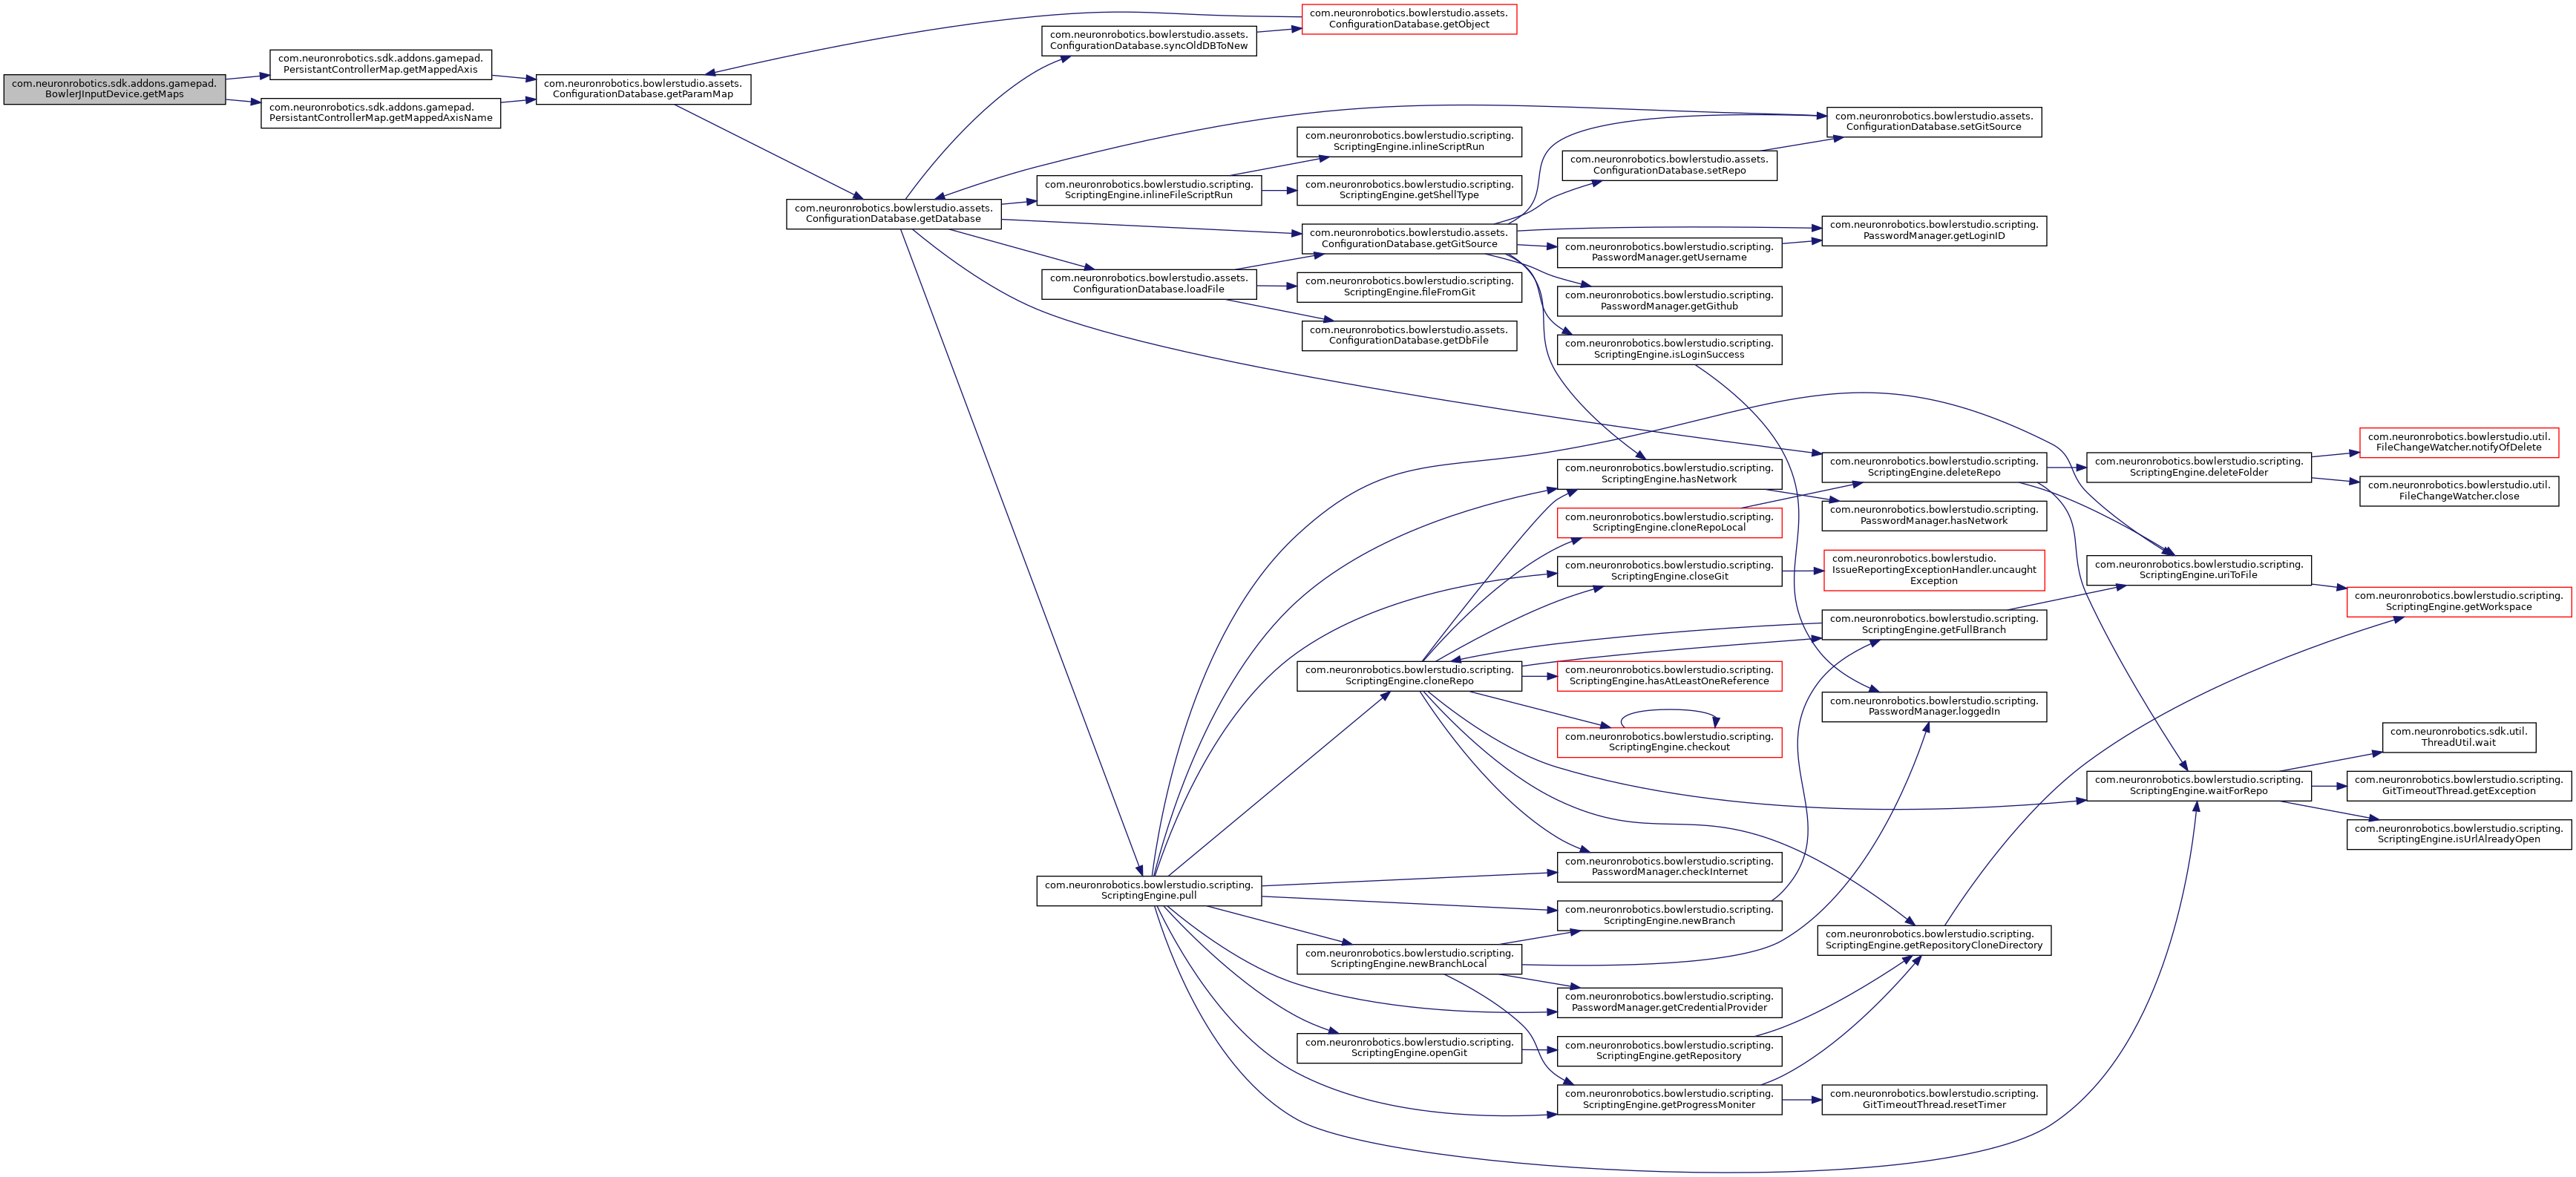 com.neuronrobotics.sdk.addons.gamepad.
BowlerJInputDevice.getMaps
com.neuronrobotics.sdk.addons.gamepad.
PersistantControllerMap.getMappedAxis
com.neuronrobotics.sdk.addons.gamepad.
PersistantControllerMap.getMappedAxisName
com.neuronrobotics.bowlerstudio.assets.
ConfigurationDatabase.getParamMap
com.neuronrobotics.bowlerstudio.assets.
ConfigurationDatabase.getDatabase
com.neuronrobotics.bowlerstudio.assets.
ConfigurationDatabase.syncOldDBToNew
com.neuronrobotics.bowlerstudio.scripting.
ScriptingEngine.inlineFileScriptRun
com.neuronrobotics.bowlerstudio.assets.
ConfigurationDatabase.loadFile
com.neuronrobotics.bowlerstudio.scripting.
ScriptingEngine.pull
com.neuronrobotics.bowlerstudio.assets.
ConfigurationDatabase.getObject
com.neuronrobotics.bowlerstudio.scripting.
ScriptingEngine.inlineScriptRun
com.neuronrobotics.bowlerstudio.scripting.
ScriptingEngine.getShellType
com.neuronrobotics.bowlerstudio.assets.
ConfigurationDatabase.getGitSource
com.neuronrobotics.bowlerstudio.scripting.
ScriptingEngine.fileFromGit
com.neuronrobotics.bowlerstudio.assets.
ConfigurationDatabase.getDbFile
com.neuronrobotics.bowlerstudio.scripting.
ScriptingEngine.cloneRepo
com.neuronrobotics.bowlerstudio.scripting.
ScriptingEngine.newBranchLocal
com.neuronrobotics.bowlerstudio.scripting.
ScriptingEngine.openGit
com.neuronrobotics.bowlerstudio.assets.
ConfigurationDatabase.setRepo
com.neuronrobotics.bowlerstudio.scripting.
PasswordManager.getUsername
com.neuronrobotics.bowlerstudio.scripting.
PasswordManager.getGithub
com.neuronrobotics.bowlerstudio.scripting.
ScriptingEngine.isLoginSuccess
com.neuronrobotics.bowlerstudio.scripting.
ScriptingEngine.hasNetwork
com.neuronrobotics.bowlerstudio.scripting.
ScriptingEngine.cloneRepoLocal
com.neuronrobotics.bowlerstudio.scripting.
ScriptingEngine.closeGit
com.neuronrobotics.bowlerstudio.scripting.
ScriptingEngine.hasAtLeastOneReference
com.neuronrobotics.bowlerstudio.scripting.
ScriptingEngine.checkout
com.neuronrobotics.bowlerstudio.scripting.
PasswordManager.checkInternet
com.neuronrobotics.bowlerstudio.scripting.
ScriptingEngine.newBranch
com.neuronrobotics.bowlerstudio.scripting.
PasswordManager.getCredentialProvider
com.neuronrobotics.bowlerstudio.scripting.
ScriptingEngine.getRepository
com.neuronrobotics.bowlerstudio.scripting.
ScriptingEngine.getProgressMoniter
com.neuronrobotics.bowlerstudio.assets.
ConfigurationDatabase.setGitSource
com.neuronrobotics.bowlerstudio.scripting.
PasswordManager.getLoginID
com.neuronrobotics.bowlerstudio.scripting.
ScriptingEngine.deleteRepo
com.neuronrobotics.bowlerstudio.scripting.
PasswordManager.hasNetwork
com.neuronrobotics.bowlerstudio.
IssueReportingExceptionHandler.uncaught
Exception
com.neuronrobotics.bowlerstudio.scripting.
ScriptingEngine.getFullBranch
com.neuronrobotics.bowlerstudio.scripting.
PasswordManager.loggedIn
com.neuronrobotics.bowlerstudio.scripting.
ScriptingEngine.getRepositoryCloneDirectory
com.neuronrobotics.bowlerstudio.scripting.
GitTimeoutThread.resetTimer
com.neuronrobotics.bowlerstudio.scripting.
ScriptingEngine.deleteFolder
com.neuronrobotics.bowlerstudio.scripting.
ScriptingEngine.uriToFile
com.neuronrobotics.bowlerstudio.scripting.
ScriptingEngine.waitForRepo
com.neuronrobotics.bowlerstudio.util.
FileChangeWatcher.notifyOfDelete
com.neuronrobotics.bowlerstudio.util.
FileChangeWatcher.close
com.neuronrobotics.bowlerstudio.scripting.
ScriptingEngine.getWorkspace
com.neuronrobotics.sdk.util.
ThreadUtil.wait
com.neuronrobotics.bowlerstudio.scripting.
GitTimeoutThread.getException
com.neuronrobotics.bowlerstudio.scripting.
ScriptingEngine.isUrlAlreadyOpen